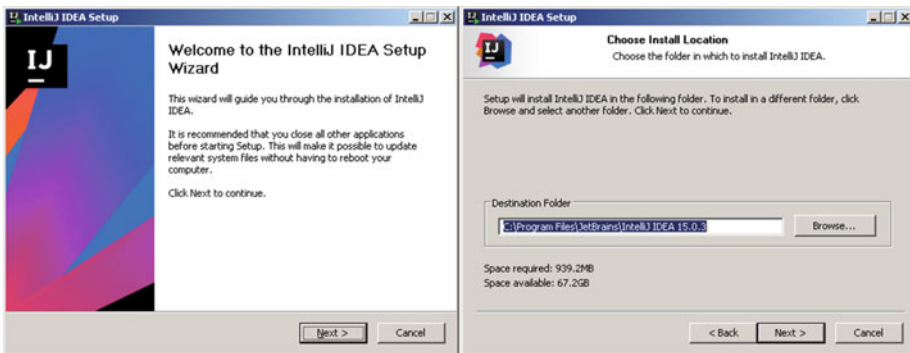 IntelliJ IDEA Setup
IJ
Welcome to the IntelliJ IDEA Setup
Wizard
This wizard will guide you through the installation of IntelliJ
IDEA.
It is recommended that you close all other applications
before starting Setup. This will make it possible to update
relevant system files without having to reboot your
computer.
Click Next to continue.
Next >
Cancel
IntelliJ IDEA Setup
IJ
Choose Install Location
Choose the folder in which to install IntelliJ IDEA.
Setup will install IntelliJ IDEA in the following folder. To install in a different folder, click
Browse and select another folder. Click Next to continue.
Destination Folder
C:\Program Files\JetBrains\IntelliJ IDEA 15.0.3
Browse...
Space required: 939.2MB
Space available: 67.2GB
< Back
Next >
Cancel